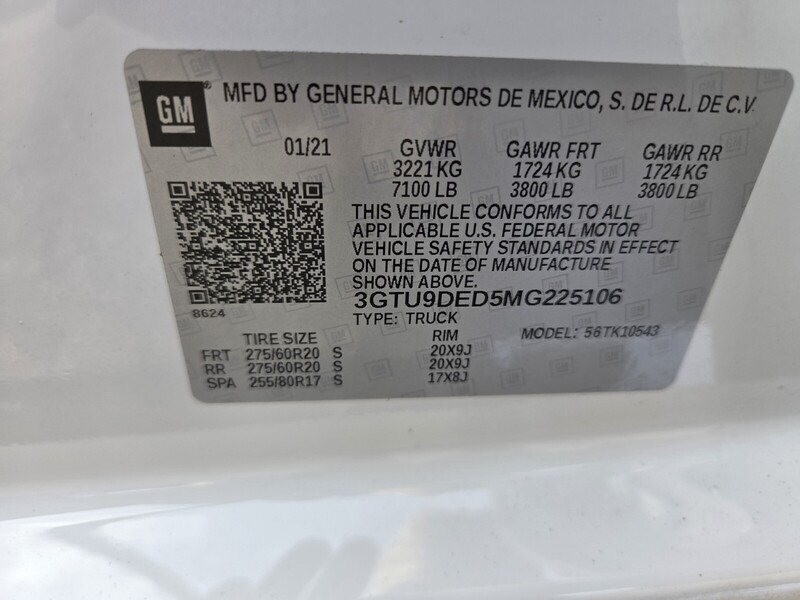 GM
MFD BY GENERAL MOTORS DE MEXICO, S. DE R.L. DE C.V.
01/21 GVWR GAWR FRT GAWR RR
3221 KG 1724 KG 1724 KG
7100 LB 3800 LB 3800 LB
THIS VEHICLE CONFORMS TO ALL
APPLICABLE U.S. FEDERAL MOTOR
VEHICLE SAFETY STANDARDS IN EFFECT
ON THE DATE OF MANUFACTURE
SHOWN ABOVE.
3GTU9DED5MG225106
8624
TYPE: TRUCK MODEL: 56TK10543
TIRE SIZE RIM
FRT 275/60R20 S 20X9J
RR 275/60R20 S 20X9J
SPA 255/80R17 S 17X8J